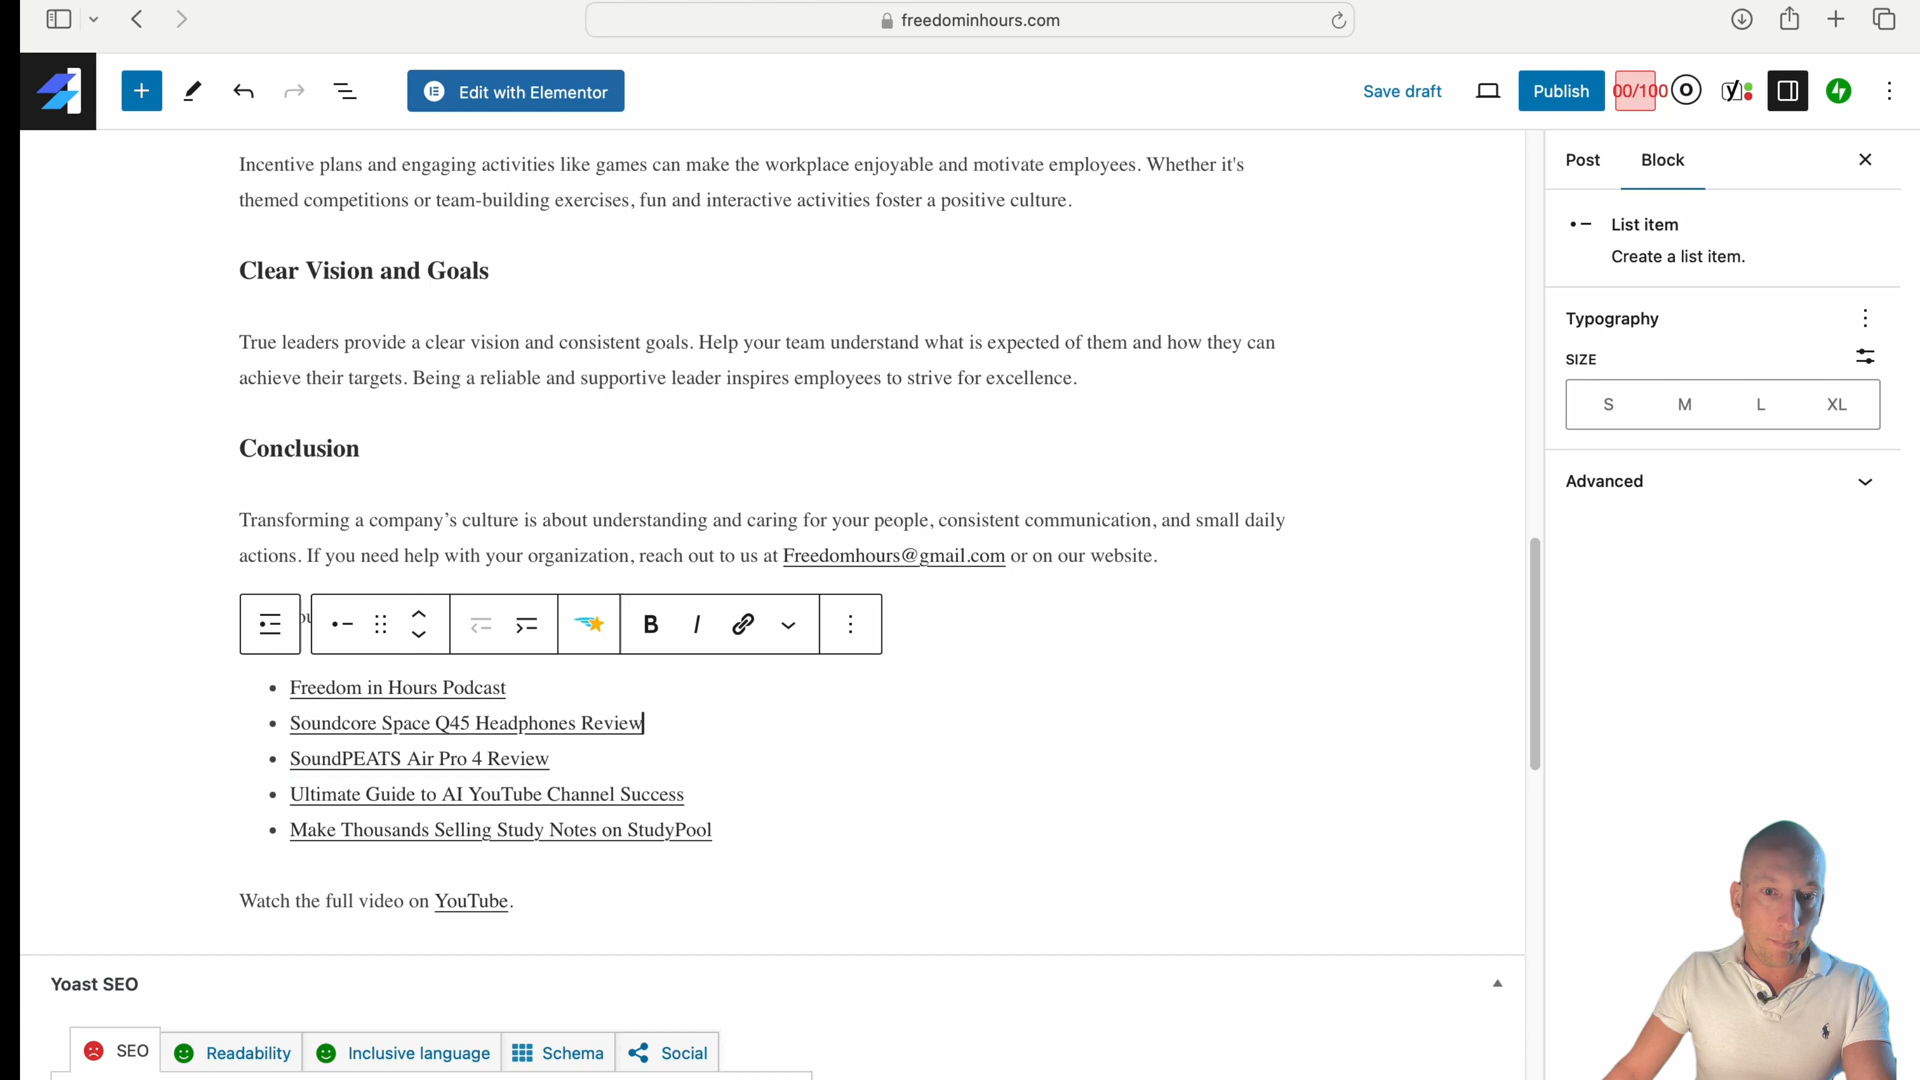 freedominhours.com
Edit with Elementor
Save draft
Publish
00/100
Incentive plans and engaging activities like games can make the workplace enjoyable and motivate employees. Whether it's
themed competitions or team-building exercises, fun and interactive activities foster a positive culture.
Clear Vision and Goals
True leaders provide a clear vision and consistent goals. Help your team understand what is expected of them and how they can
achieve their targets. Being a reliable and supportive leader inspires employees to strive for excellence.
Conclusion
Transforming a company’s culture is about understanding and caring for your people, consistent communication, and small daily
actions. If you need help with your organization, reach out to us at Freedomhours@gmail.com or on our website.
B I
• Freedom in Hours Podcast
• Soundcore Space Q45 Headphones Review
• SoundPEATS Air Pro 4 Review
• Ultimate Guide to AI YouTube Channel Success
• Make Thousands Selling Study Notes on StudyPool
Watch the full video on YouTube.
Yoast SEO
SEO
Readability
Inclusive language
Schema
Social
Post
Block
List item
Create a list item.
Typography
SIZE
S M L XL
Advanced